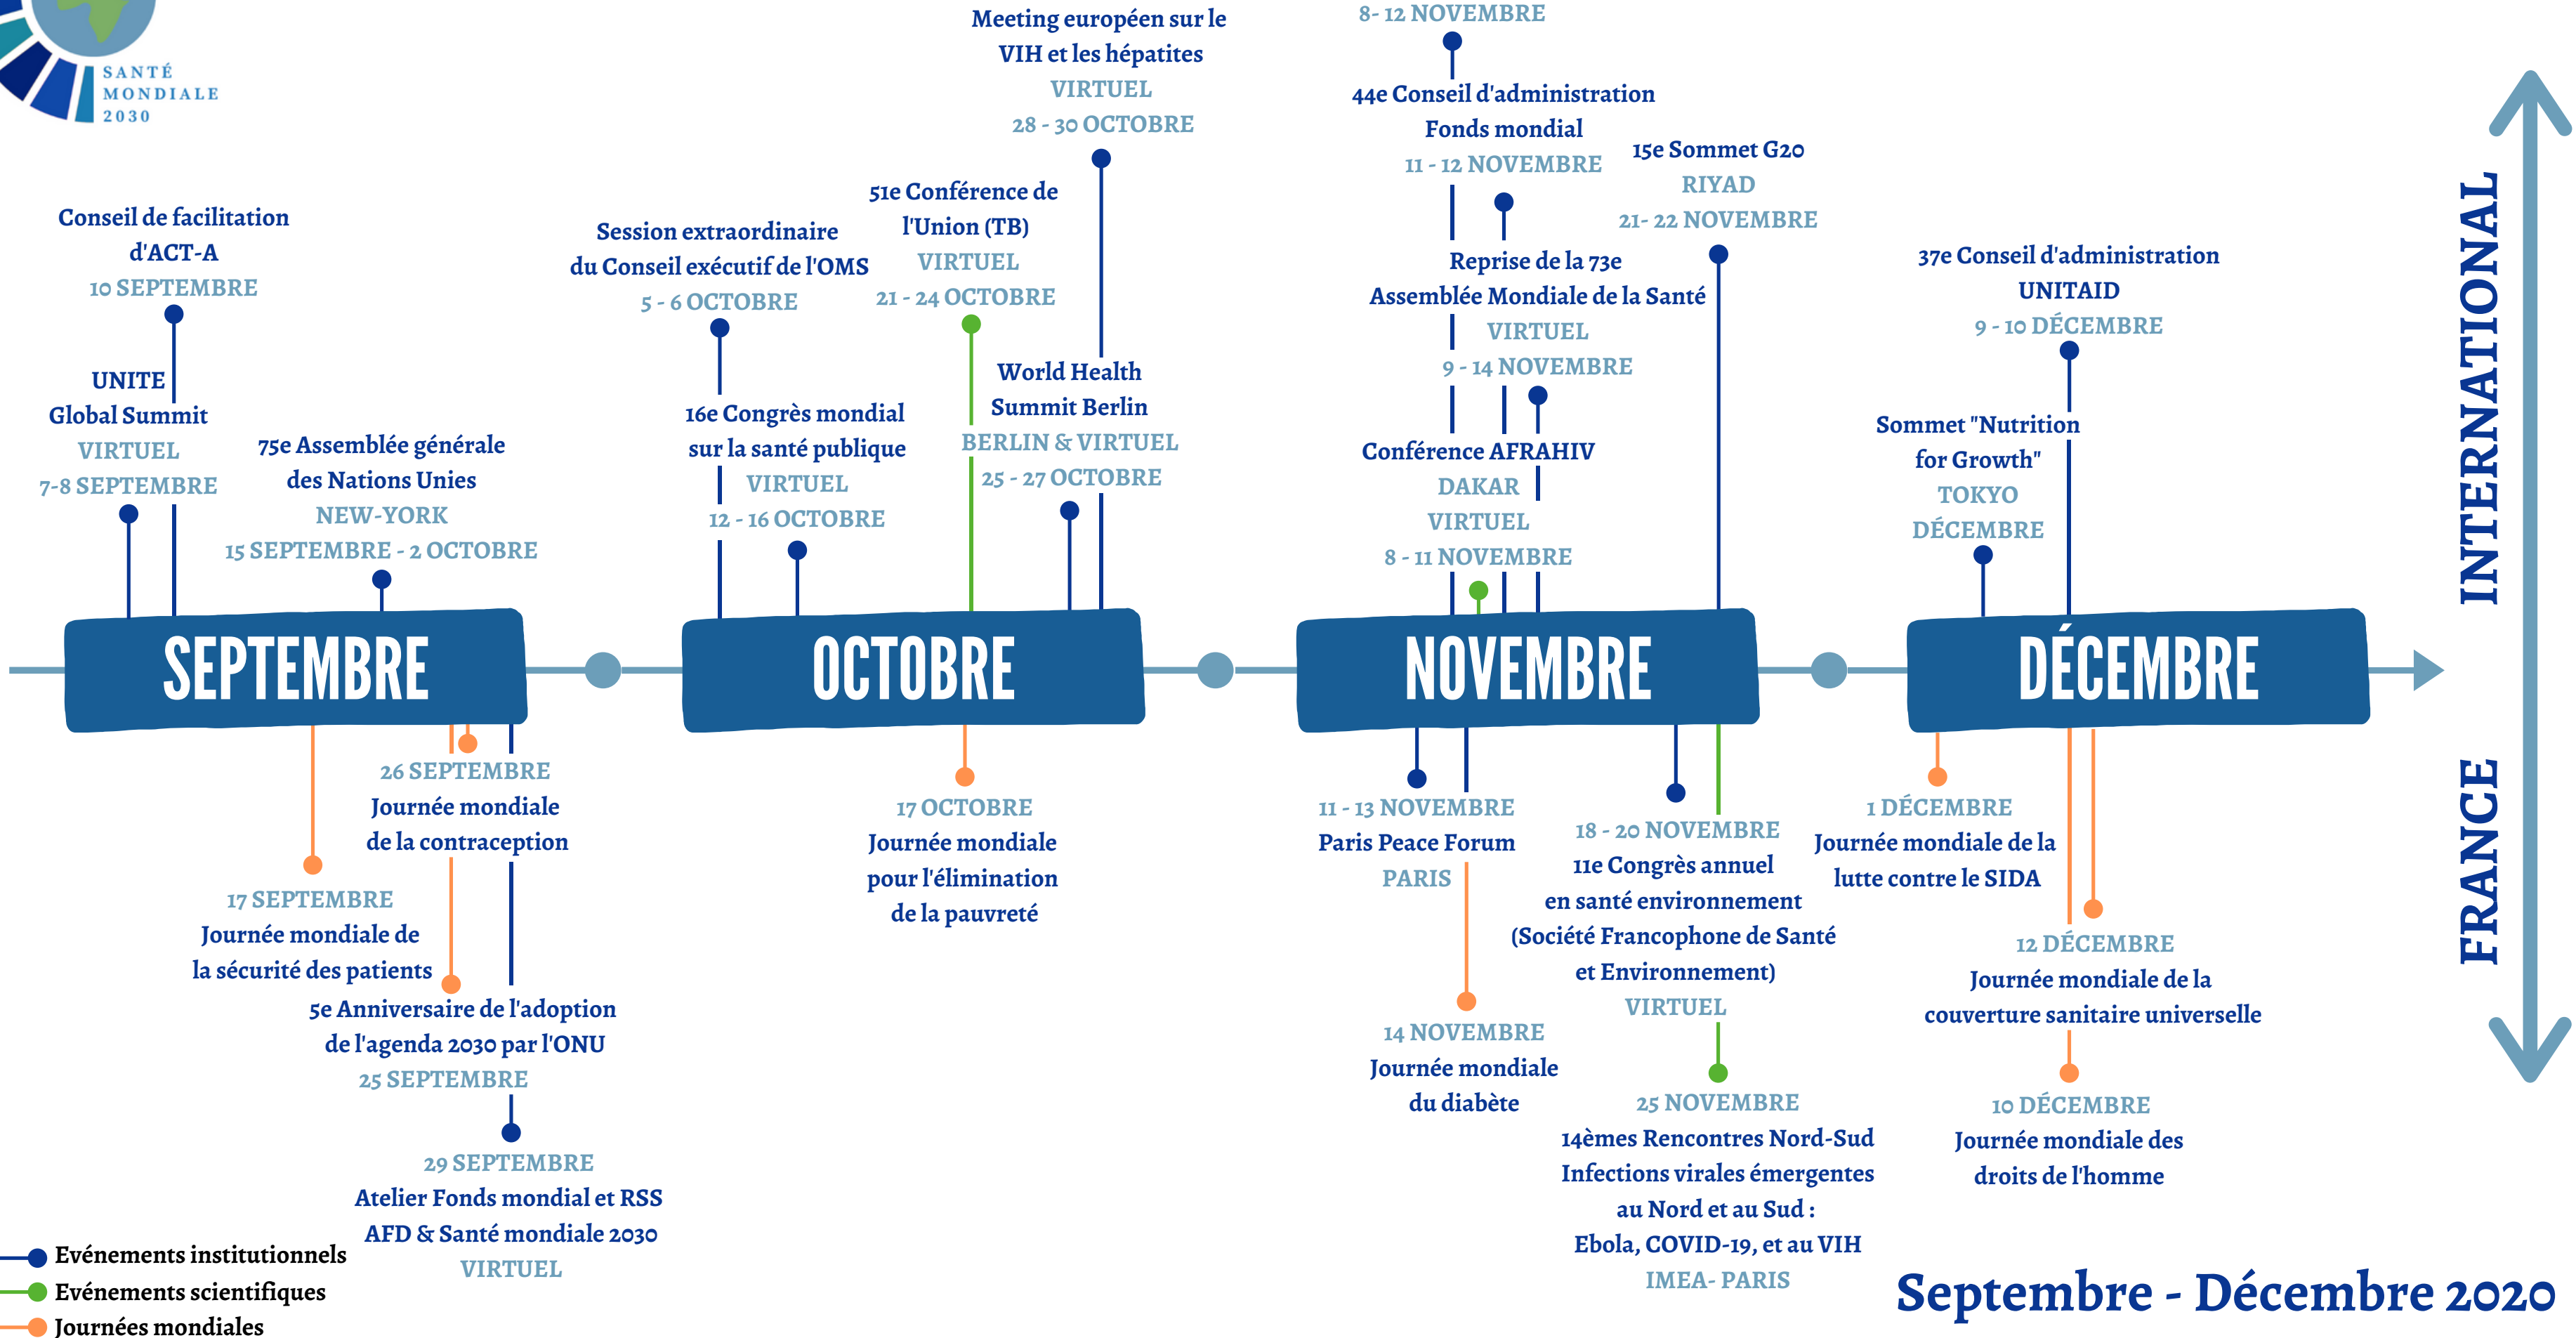 SANTÉ
MONDIALE
2030
Conseil de facilitation
d'ACT-A
10 SEPTEMBRE
UNITE
Global Summit
VIRTUEL
7-8 SEPTEMBRE
75e Assemblée générale
des Nations Unies
NEW-YORK
15 SEPTEMBRE - 2 OCTOBRE
Session extraordinaire
du Conseil exécutif de l'OMS
5 - 6 OCTOBRE
16e Congrès mondial
sur la santé publique
VIRTUEL
12 - 16 OCTOBRE
51e Conférence de
l'Union (TB)
VIRTUEL
21 - 24 OCTOBRE
Meeting européen sur le
VIH et les hépatites
VIRTUEL
28 - 30 OCTOBRE
World Health
Summit Berlin
BERLIN & VIRTUEL
25 - 27 OCTOBRE
8- 12 NOVEMBRE
44e Conseil d'administration
Fonds mondial
11 - 12 NOVEMBRE
Reprise de la 73e
Assemblée Mondiale de la Santé
VIRTUEL
9 - 14 NOVEMBRE
Conférence AFRAHIV
DAKAR
VIRTUEL
8 - 11 NOVEMBRE
15e Sommet G20
RIYAD
21- 22 NOVEMBRE
37e Conseil d'administration
UNITAID
9 - 10 DÉCEMBRE
Sommet "Nutrition
for Growth"
TOKYO
DÉCEMBRE
INTERNATIONAL
SEPTEMBRE
OCTOBRE
NOVEMBRE
DÉCEMBRE
FRANCE
26 SEPTEMBRE
Journée mondiale
de la contraception
17 SEPTEMBRE
Journée mondiale de
la sécurité des patients
5e Anniversaire de l'adoption
de l'agenda 2030 par l'ONU
25 SEPTEMBRE
29 SEPTEMBRE
Atelier Fonds mondial et RSS
AFD & Santé mondiale 2030
VIRTUEL
17 OCTOBRE
Journée mondiale
pour l'élimination
de la pauvreté
11 - 13 NOVEMBRE
Paris Peace Forum
PARIS
14 NOVEMBRE
Journée mondiale
du diabète
18 - 20 NOVEMBRE
11e Congrès annuel
en santé environnement
(Société Francophone de Santé
et Environnement)
VIRTUEL
25 NOVEMBRE
14èmes Rencontres Nord-Sud
Infections virales émergentes
au Nord et au Sud :
Ebola, COVID-19, et au VIH
IMEA- PARIS
1 DÉCEMBRE
Journée mondiale de la
lutte contre le SIDA
12 DÉCEMBRE
Journée mondiale de la
couverture sanitaire universelle
10 DÉCEMBRE
Journée mondiale des
droits de l'homme
Evénements institutionnels
Evénements scientifiques
Journées mondiales
Septembre - Décembre 2020